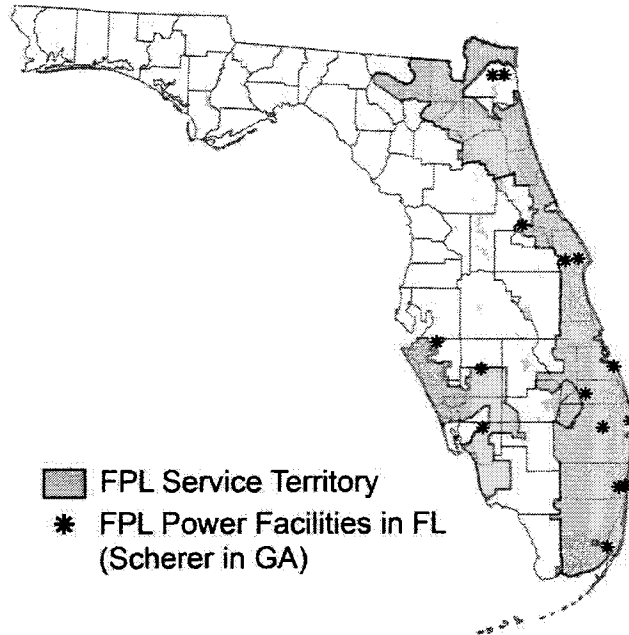 FPL Service Territory
FPL Power Facilities in FL
(Scherer in GA)